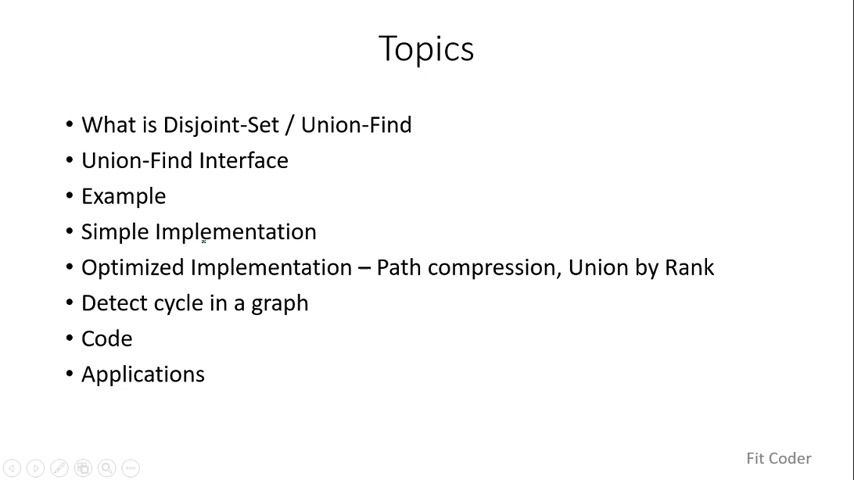 Topics
• What is Disjoint-Set / Union-Find
• Union-Find Interface
• Example
• Simple Implementation
• Optimized Implementation – Path compression, Union by Rank
• Detect cycle in a graph
• Code
• Applications
Fit Coder